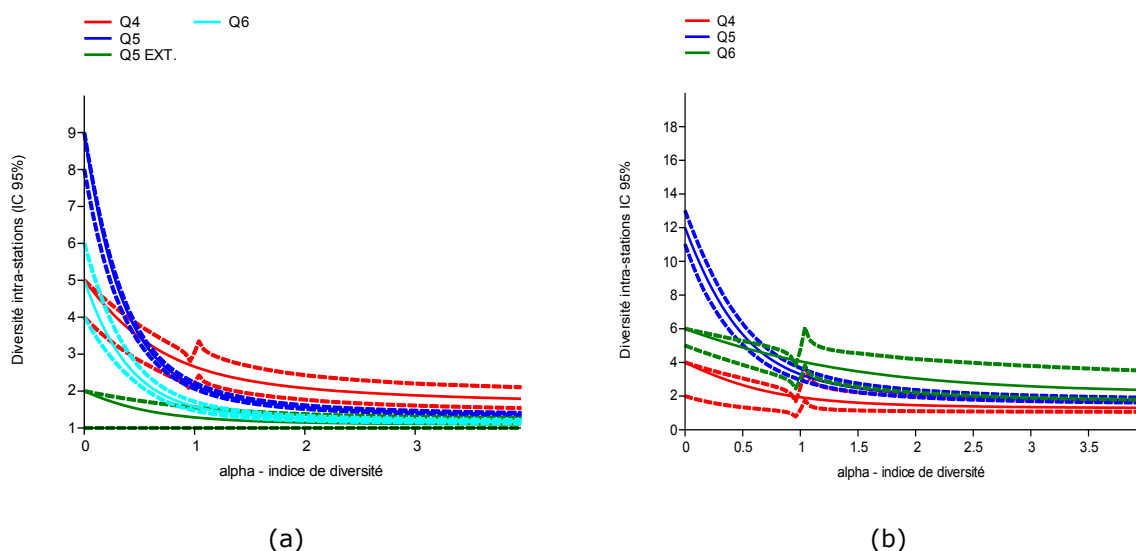 Q4
Q6
Q5
Q5 EXT.
Diversité intra-stations (IC 95%)
9
8
7
6
5
4
3
2
1
0
1
2
3
alpha - indice de diversité
(a)
Q4
Q5
Q6
Diversité intra-stations IC 95%
18
16
14
12
10
8
6
4
2
0
0
0.5
1
1.5
2
2.5
3
3.5
alpha - indice de diversité
(b)